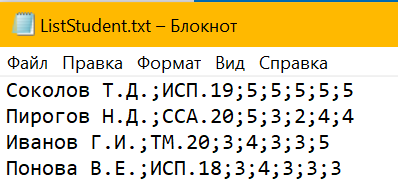 ListStudent.txt – Блокнот
Файл Правка Формат Вид Справка
Соколов Т.Д.;ИСП.19;5;5;5;5;5
Пирогов Н.Д.;ССА.20;5;3;2;4;4
Иванов Г.И.;ТМ.20;3;4;3;3;5
Понова В.Е.;ИСП.18;3;4;3;3;3